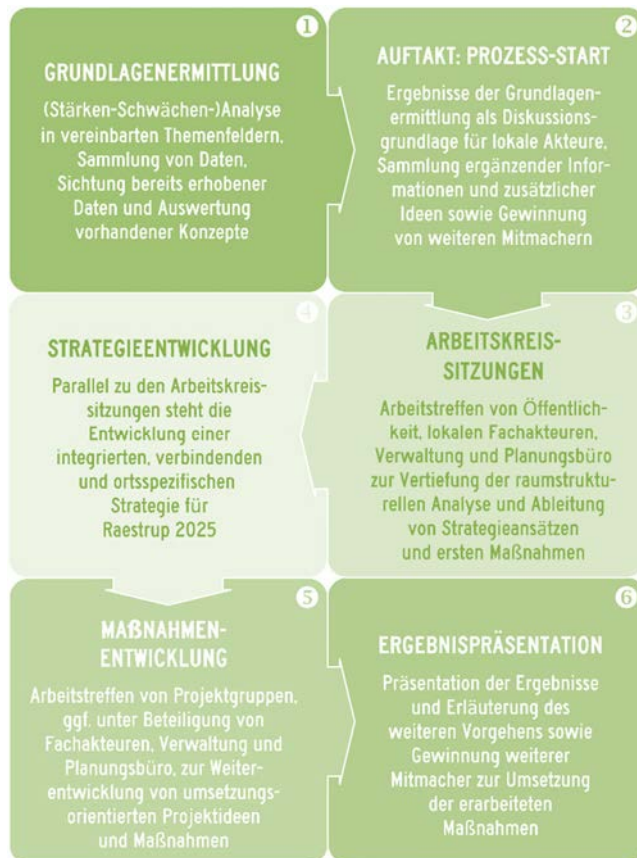 1
GRUNDLAGENERMITTLUNG
(Stärken-Schwächen-)Analyse
in vereinbarten Themenfeldern,
Sammlung von Daten,
Sichtung bereits erhobener
Daten und Auswertung
vorhandener Konzepte
2
AUFTAKT: PROZESS-START
Ergebnisse der Grundlagen-
ermittlung als Diskussions-
grundlage für lokale Akteure,
Sammlung ergänzender Infor-
mationen und zusätzlicher
Ideen sowie Gewinnung
von weiteren Mitmachern
3
ARBEITSKREIS-
SITZUNGEN
Arbeitstreffen von Öffentlich-
keit, lokalen Fachakteuren,
Verwaltung und Planungsbüro
zur Vertiefung der raumstruktu-
rellen Analyse und Ableitung
von Strategieansätzen
und ersten Maßnahmen
4
STRATEGIEENTWICKLUNG
Parallel zu den Arbeitskreis-
sitzungen steht die
Entwicklung einer
integrierten, verbindenden
und ortsspezifischen
Strategie für
Raestrup 2025
5
MAßNAHMEN-
ENTWICKLUNG
Arbeitstreffen von Projektgruppen,
ggf. unter Beteiligung von
Fachakteuren, Verwaltung und
Planungsbüro, zur Weiter-
entwicklung von umsetzungs-
orientierten Projektideen
und Maßnahmen
6
ERGEBNISPRÄSENTATION
Präsentation der Ergebnisse
und Erläuterung des
weiteren Vorgehens sowie
Gewinnung weiterer
Mitmacher zur Umsetzung
der erarbeiteten
Maßnahmen